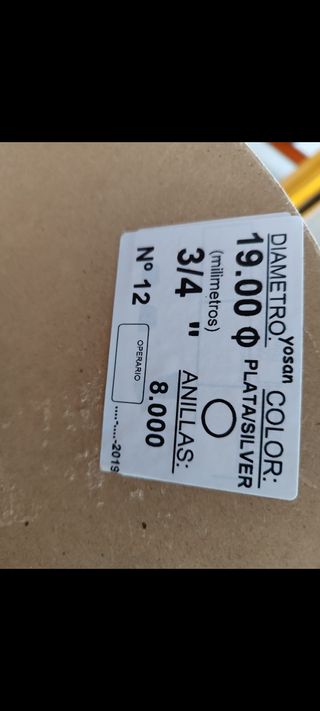 Yosan
DIAMETRO: COLOR:
19.00 Φ PLATA/SILVER
(milimetros)
3/4 " ANILLAS:
Nº 12 8.000
OPERARIO
....-....-2019